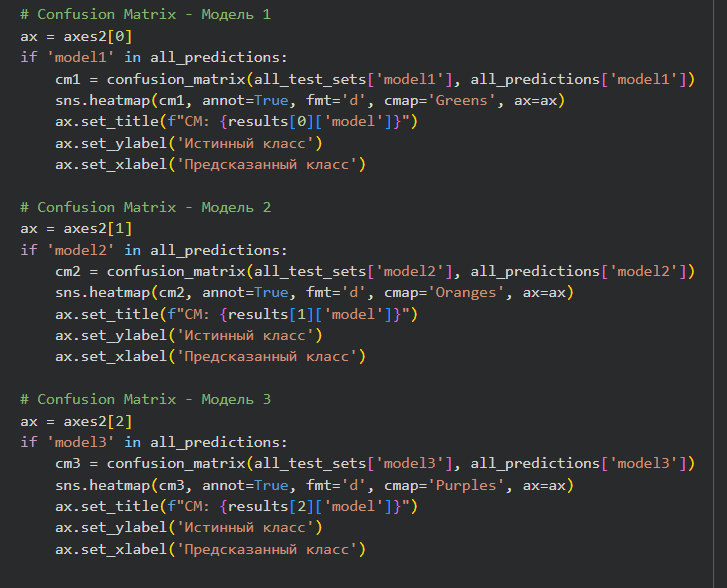 # Confusion Matrix - Модель 1
ax = axes2[0]
if 'model1' in all_predictions:
    cm1 = confusion_matrix(all_test_sets['model1'], all_predictions['model1'])
    sns.heatmap(cm1, annot=True, fmt='d', cmap='Greens', ax=ax)
    ax.set_title(f"CM: {results[0]['model']}")
    ax.set_ylabel('Истинный класс')
    ax.set_xlabel('Предсказанный класс')

# Confusion Matrix - Модель 2
ax = axes2[1]
if 'model2' in all_predictions:
    cm2 = confusion_matrix(all_test_sets['model2'], all_predictions['model2'])
    sns.heatmap(cm2, annot=True, fmt='d', cmap='Oranges', ax=ax)
    ax.set_title(f"CM: {results[1]['model']}")
    ax.set_ylabel('Истинный класс')
    ax.set_xlabel('Предсказанный класс')

# Confusion Matrix - Модель 3
ax = axes2[2]
if 'model3' in all_predictions:
    cm3 = confusion_matrix(all_test_sets['model3'], all_predictions['model3'])
    sns.heatmap(cm3, annot=True, fmt='d', cmap='Purples', ax=ax)
    ax.set_title(f"CM: {results[2]['model']}")
    ax.set_ylabel('Истинный класс')
    ax.set_xlabel('Предсказанный класс')